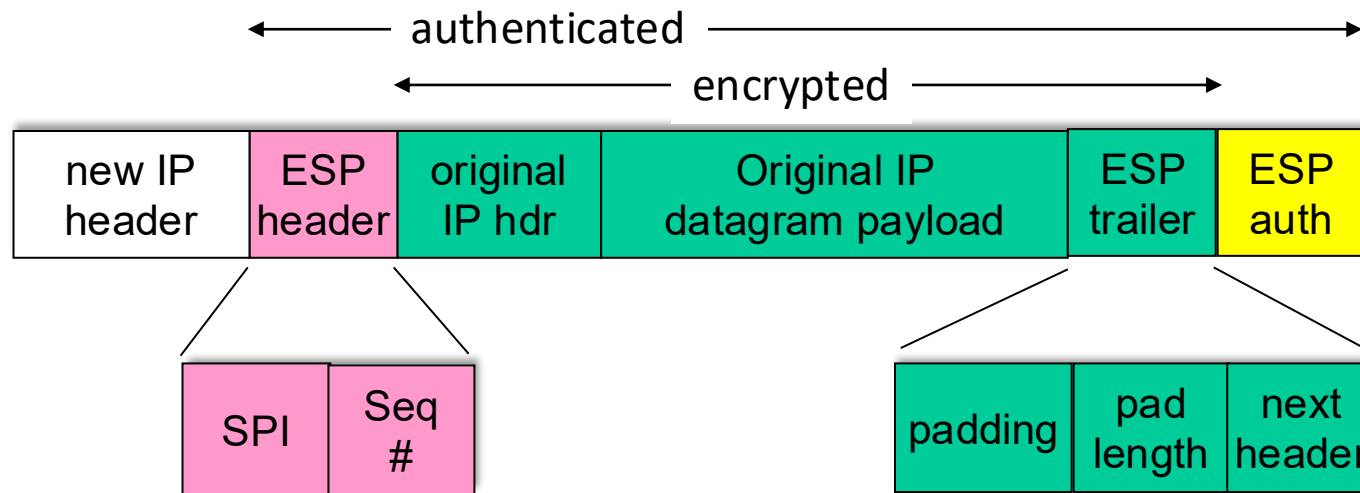 authenticated
encrypted
new IP
header
ESP
header
original
IP hdr
Original IP
datagram payload
ESP
trailer
ESP
auth
SPI
Seq
#
padding
pad
length
next
header